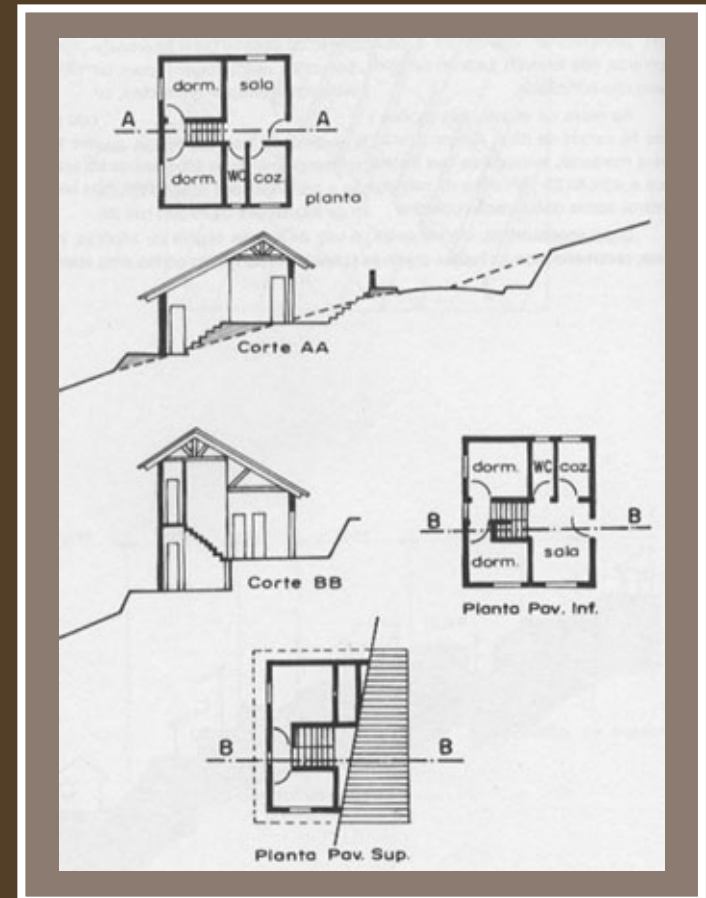 dorm. sala
A A
dorm. WC coz.
planta
Corte AA
dorm. WC coz.
B B
dorm. sala
Planta Pav. Inf.
Corte BB
B B
Planta Pav. Sup.